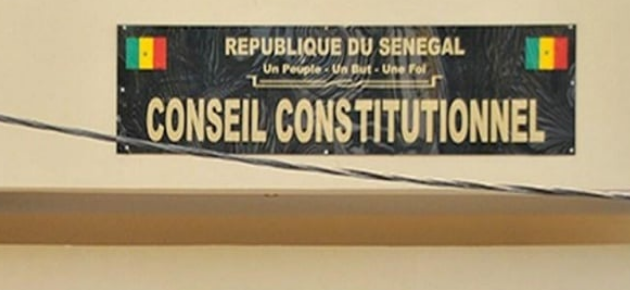 REPUBLIQUE DU SENEGAL
Un Peuple - Un But - Une Foi
CONSEIL CONSTITUTIONNEL